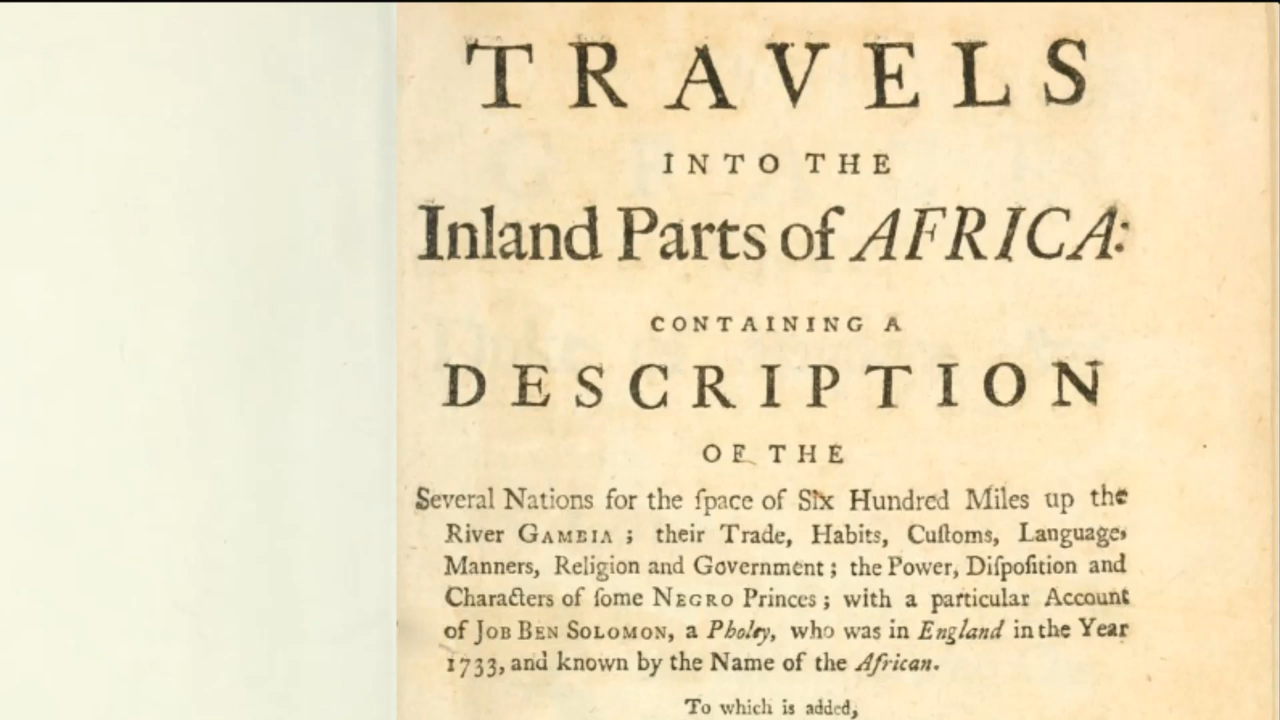 TRAVELS
INTO THE
Inland Parts of AFRICA:
CONTAINING A
DESCRIPTION
OF THE
Several Nations for the ſpace of Six Hundred Miles up the
River GAMBIA ; their Trade, Habits, Cuſtoms, Language,
Manners, Religion and Government ; the Power, Diſpoſition and
Characters of ſome NEGRO Princes ; with a particular Account
of JOB BEN SOLOMON, a Pholey, who was in England in the Year
1733, and known by the Name of the African.
To which is added,